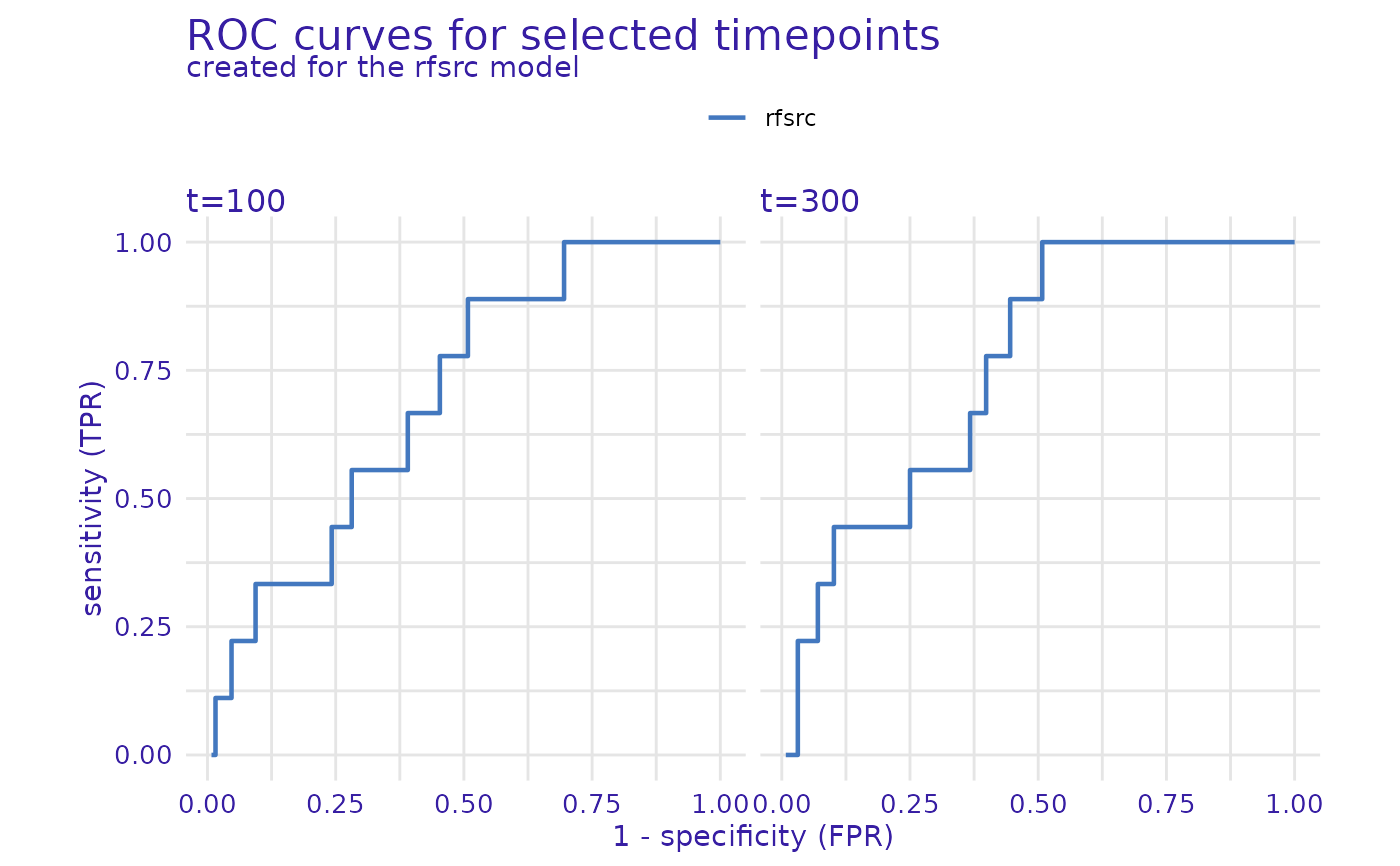 ROC curves for selected timepoints
created for the rfsrc model
rfsrc
t=100
t=300
1.00
0.75
0.50
0.25
0.00
sensitivity (TPR)
0.00 0.25 0.50 0.75 1.00 0.00 0.25 0.50 0.75 1.00
1 - specificity (FPR)